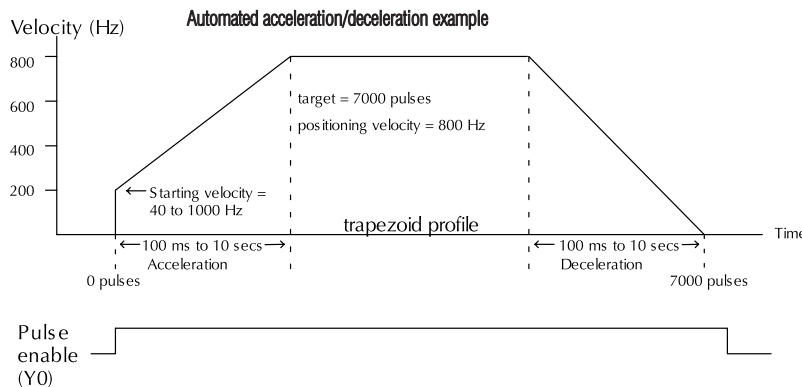 Automated acceleration/deceleration example
Velocity (Hz)
800
600
400
200
target = 7000 pulses
positioning velocity = 800 Hz
Starting velocity =
40 to 1000 Hz
trapezoid profile
Time
100 ms to 10 secs
Acceleration
100 ms to 10 secs
Deceleration
0 pulses
7000 pulses
Pulse
enable
(Y0)